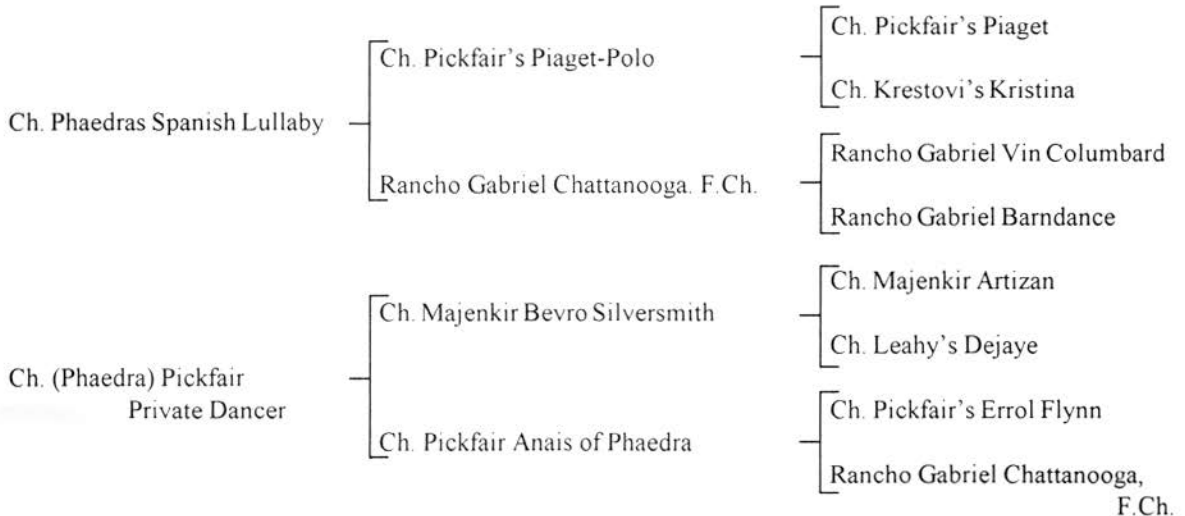 Ch. Pickfair's Piaget
Ch. Pickfair's Piaget-Polo
Ch. Krestovi's Kristina
Ch. Phaedras Spanish Lullaby
Rancho Gabriel Vin Columbard
Rancho Gabriel Chattanooga. F.Ch.
Rancho Gabriel Barndance
Ch. Majenkir Artizan
Ch. Majenkir Bevro Silversmith
Ch. Leahy's Dejaye
Ch. (Phaedra) Pickfair
Private Dancer
Ch. Pickfair's Errol Flynn
Ch. Pickfair Anais of Phaedra
Rancho Gabriel Chattanooga,
F.Ch.